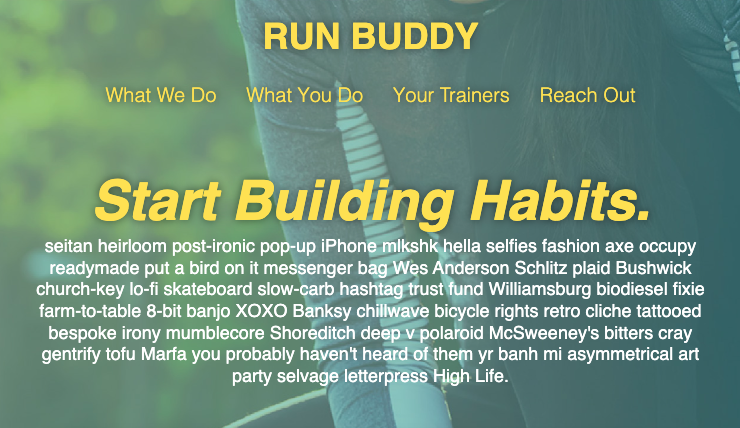 RUN BUDDY
What We Do What You Do Your Trainers Reach Out
Start Building Habits.
seitan heirloom post-ironic pop-up iPhone mlkshk hella selfies fashion axe occupy
readymade put a bird on it messenger bag Wes Anderson Schlitz plaid Bushwick
church-key lo-fi skateboard slow-carb hashtag trust fund Williamsburg biodiesel fixie
farm-to-table 8-bit banjo XOXO Banksy chillwave bicycle rights retro cliche tattooed
bespoke irony mumblecore Shoreditch deep v polaroid McSweeney's bitters cray
gentrify tofu Marfa you probably haven't heard of them yr banh mi asymmetrical art
party selvage letterpress High Life.